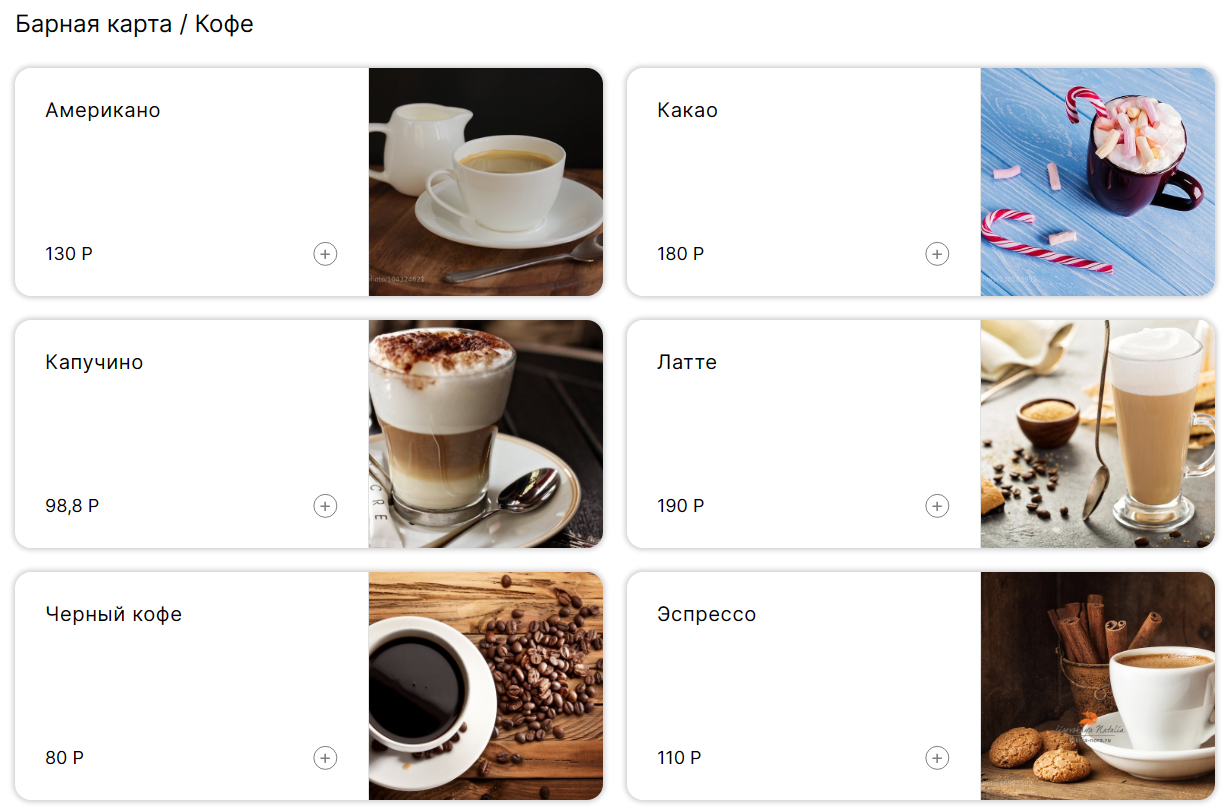 Барная карта / Кофе
Американо
130 Р
Какао
180 Р
Капучино
98,8 Р
Латте
190 Р
Черный кофе
80 Р
Эспрессо
110 Р